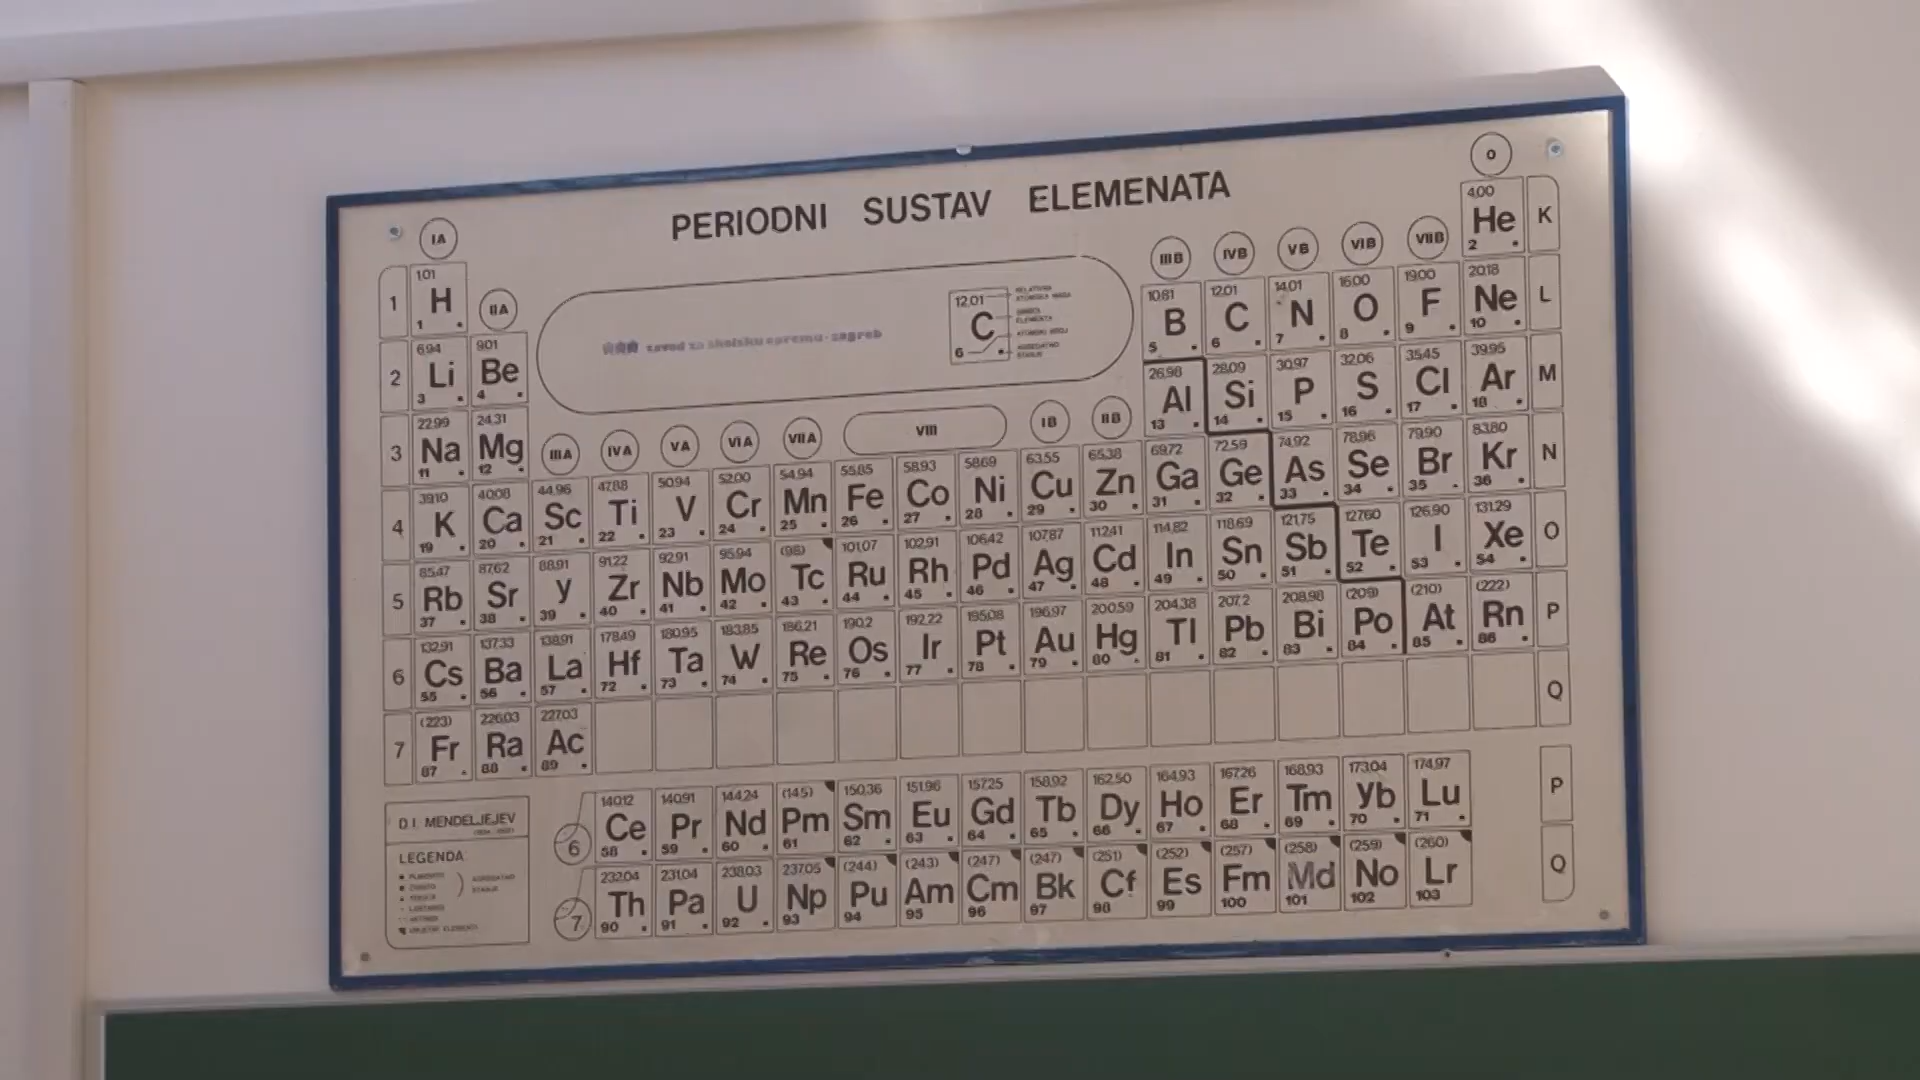 PERIODNI SUSTAV ELEMENATA
O
IA
4.00 He 2 K
IIIB IVB VB VIB VIIB
1 1.01 H 1
IIA
10.81 B 5 12.01 C 6 14.01 N 7 16.00 O 8 19.00 F 9 20.18 Ne 10 L
zavod za školsku opremu - zagreb
12.01 C 6
RELATIVNA ATOMSKA MASA
SIMBOL ELEMENTA
ATOMSKI BROJ
AGREGATNO STANJE
2 6.94 Li 3 9.01 Be 4
26.98 Al 13 28.09 Si 14 30.97 P 15 32.06 S 16 35.45 Cl 17 39.95 Ar 18 M
3 22.99 Na 11 24.31 Mg 12
IIIA IVA VA VIA VIIA VIII IB IIB
4 39.10 K 19 40.08 Ca 20 44.96 Sc 21 47.88 Ti 22 50.94 V 23 52.00 Cr 24 54.94 Mn 25 55.85 Fe 26 58.93 Co 27 58.69 Ni 28 63.55 Cu 29 65.38 Zn 30 69.72 Ga 31 72.59 Ge 32 74.92 As 33 78.96 Se 34 79.90 Br 35 83.80 Kr 36 N
5 85.47 Rb 37 87.62 Sr 38 88.91 y 39 91.22 Zr 40 92.91 Nb 41 95.94 Mo 42 (98) Tc 43 101.07 Ru 44 102.91 Rh 45 106.42 Pd 46 107.87 Ag 47 112.41 Cd 48 114.82 In 49 118.69 Sn 50 121.75 Sb 51 127.60 Te 52 126.90 I 53 131.29 Xe 54 O
6 132.91 Cs 55 137.33 Ba 56 138.91 La 57 178.49 Hf 72 180.95 Ta 73 183.85 W 74 186.21 Re 75 190.2 Os 76 192.22 Ir 77 195.08 Pt 78 196.97 Au 79 200.59 Hg 80 204.38 Tl 81 207.2 Pb 82 208.98 Bi 83 (209) Po 84 (210) At 85 (222) Rn 86 P
7 (223) Fr 87 226.03 Ra 88 227.03 Ac 89 Q
6 140.12 Ce 58 140.91 Pr 59 144.24 Nd 60 (145) Pm 61 150.36 Sm 62 151.96 Eu 63 157.25 Gd 64 158.92 Tb 65 162.50 Dy 66 164.93 Ho 67 167.26 Er 68 168.93 Tm 69 173.04 yb 70 174.97 Lu 71 P
7 232.04 Th 90 231.04 Pa 91 238.03 U 92 237.05 Np 93 (244) Pu 94 (243) Am 95 (247) Cm 96 (247) Bk 97 (251) Cf 98 (252) Es 99 (257) Fm 100 (258) Md 101 (259) No 102 (260) Lr 103 Q
D.I. MENDELJEJEV
LEGENDA
AGREGATNO STANJE